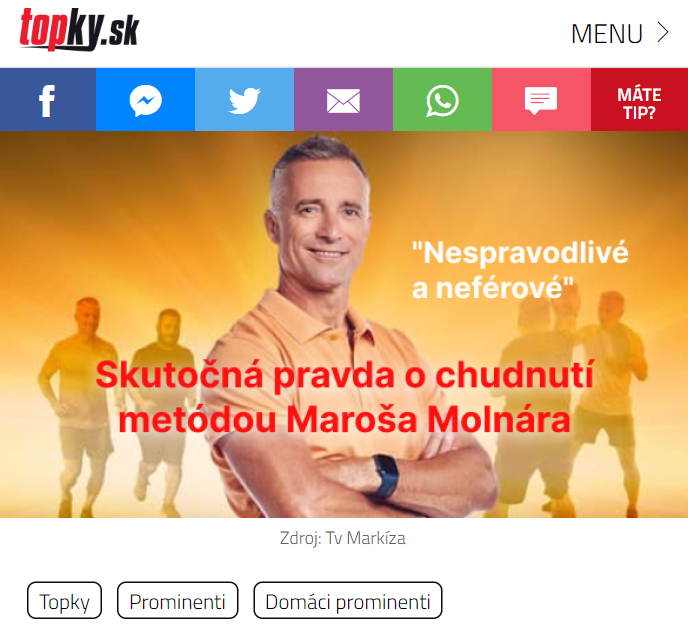 topky.sk
MENU
MÁTE
TIP?
"Nespravodlivé
a neférové"
Skutočná pravda o chudnutí
metódou Maroša Molnára
Zdroj: Tv Markíza
Topky
Prominenti
Domáci prominenti